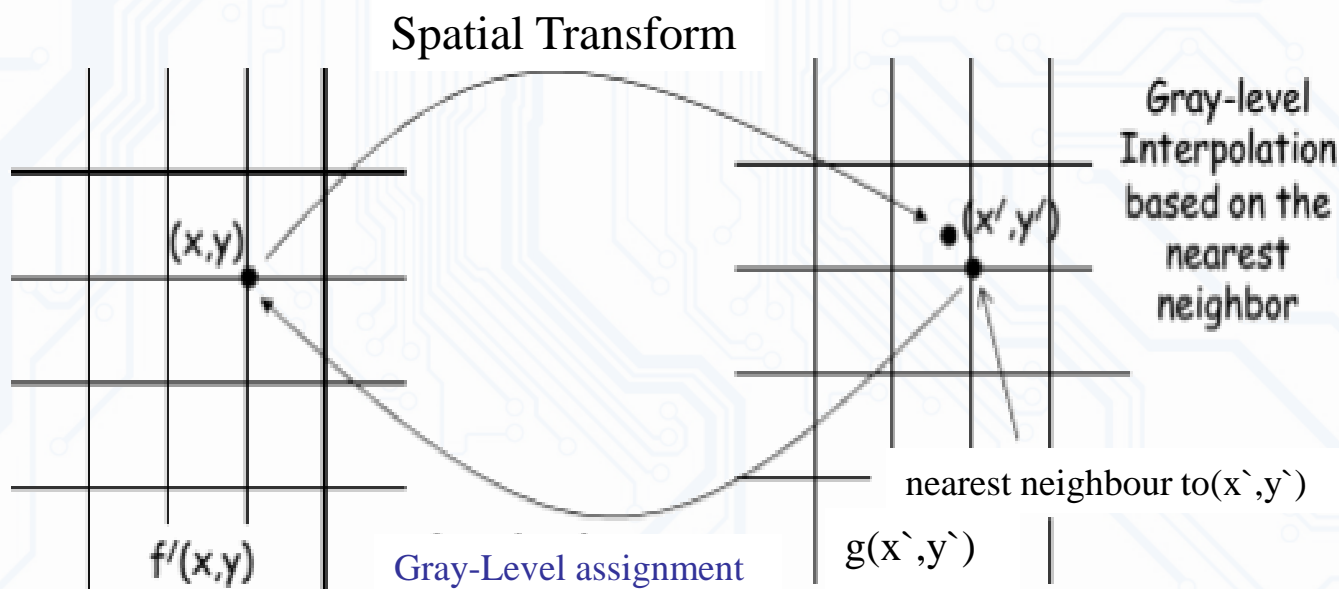 Spatial Transform
(x,y)
(x′,y′)
Gray-level
Interpolation
based on the
nearest
neighbor
nearest neighbour to(x`,y`)
f′(x,y)
Gray-Level assignment
g(x`,y`)